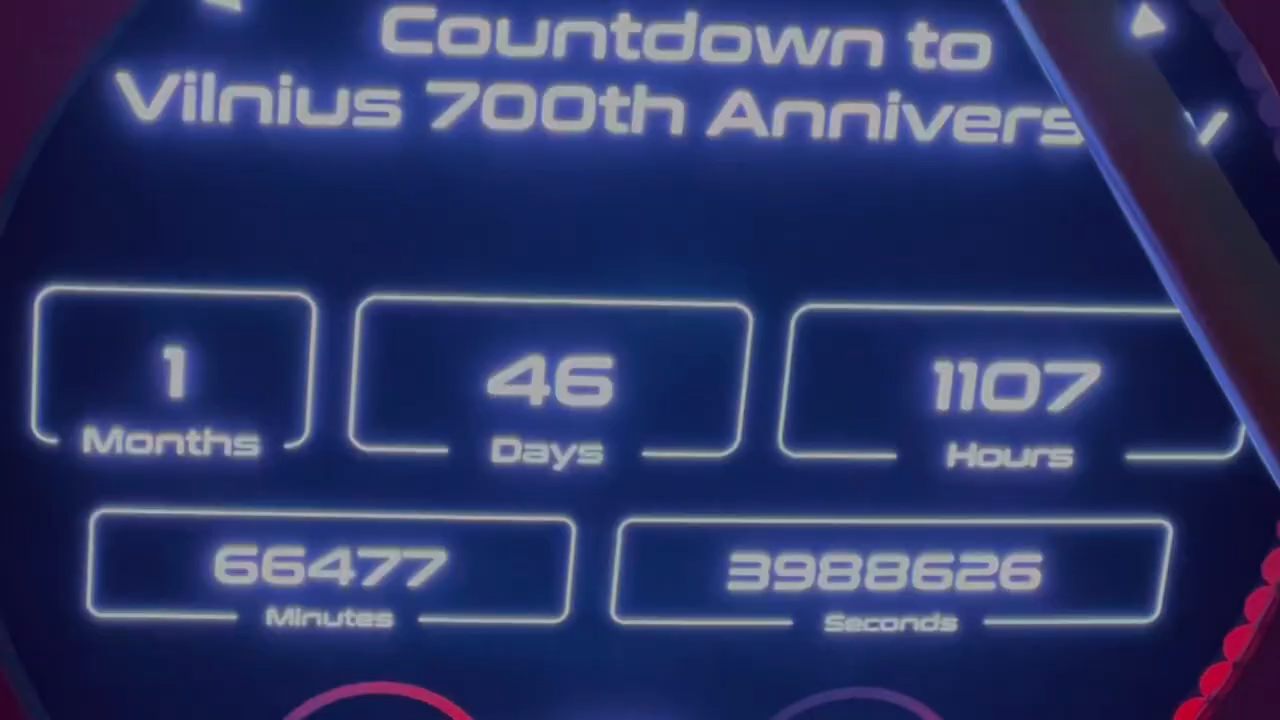 Countdown to
Vilnius 700th Annivers y
1
Months
46
Days
1107
Hours
66477
Minutes
3988626
Seconds